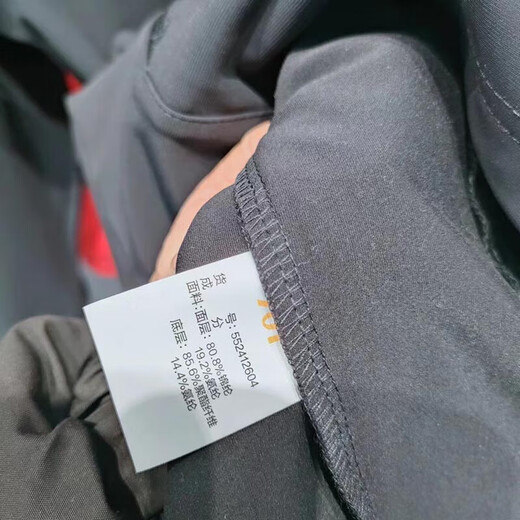 货 号: 552412604
成 分
面料: 面层: 80.8%锦纶
19.2%氨纶
底层: 85.6%聚酯纤维
14.4%氨纶